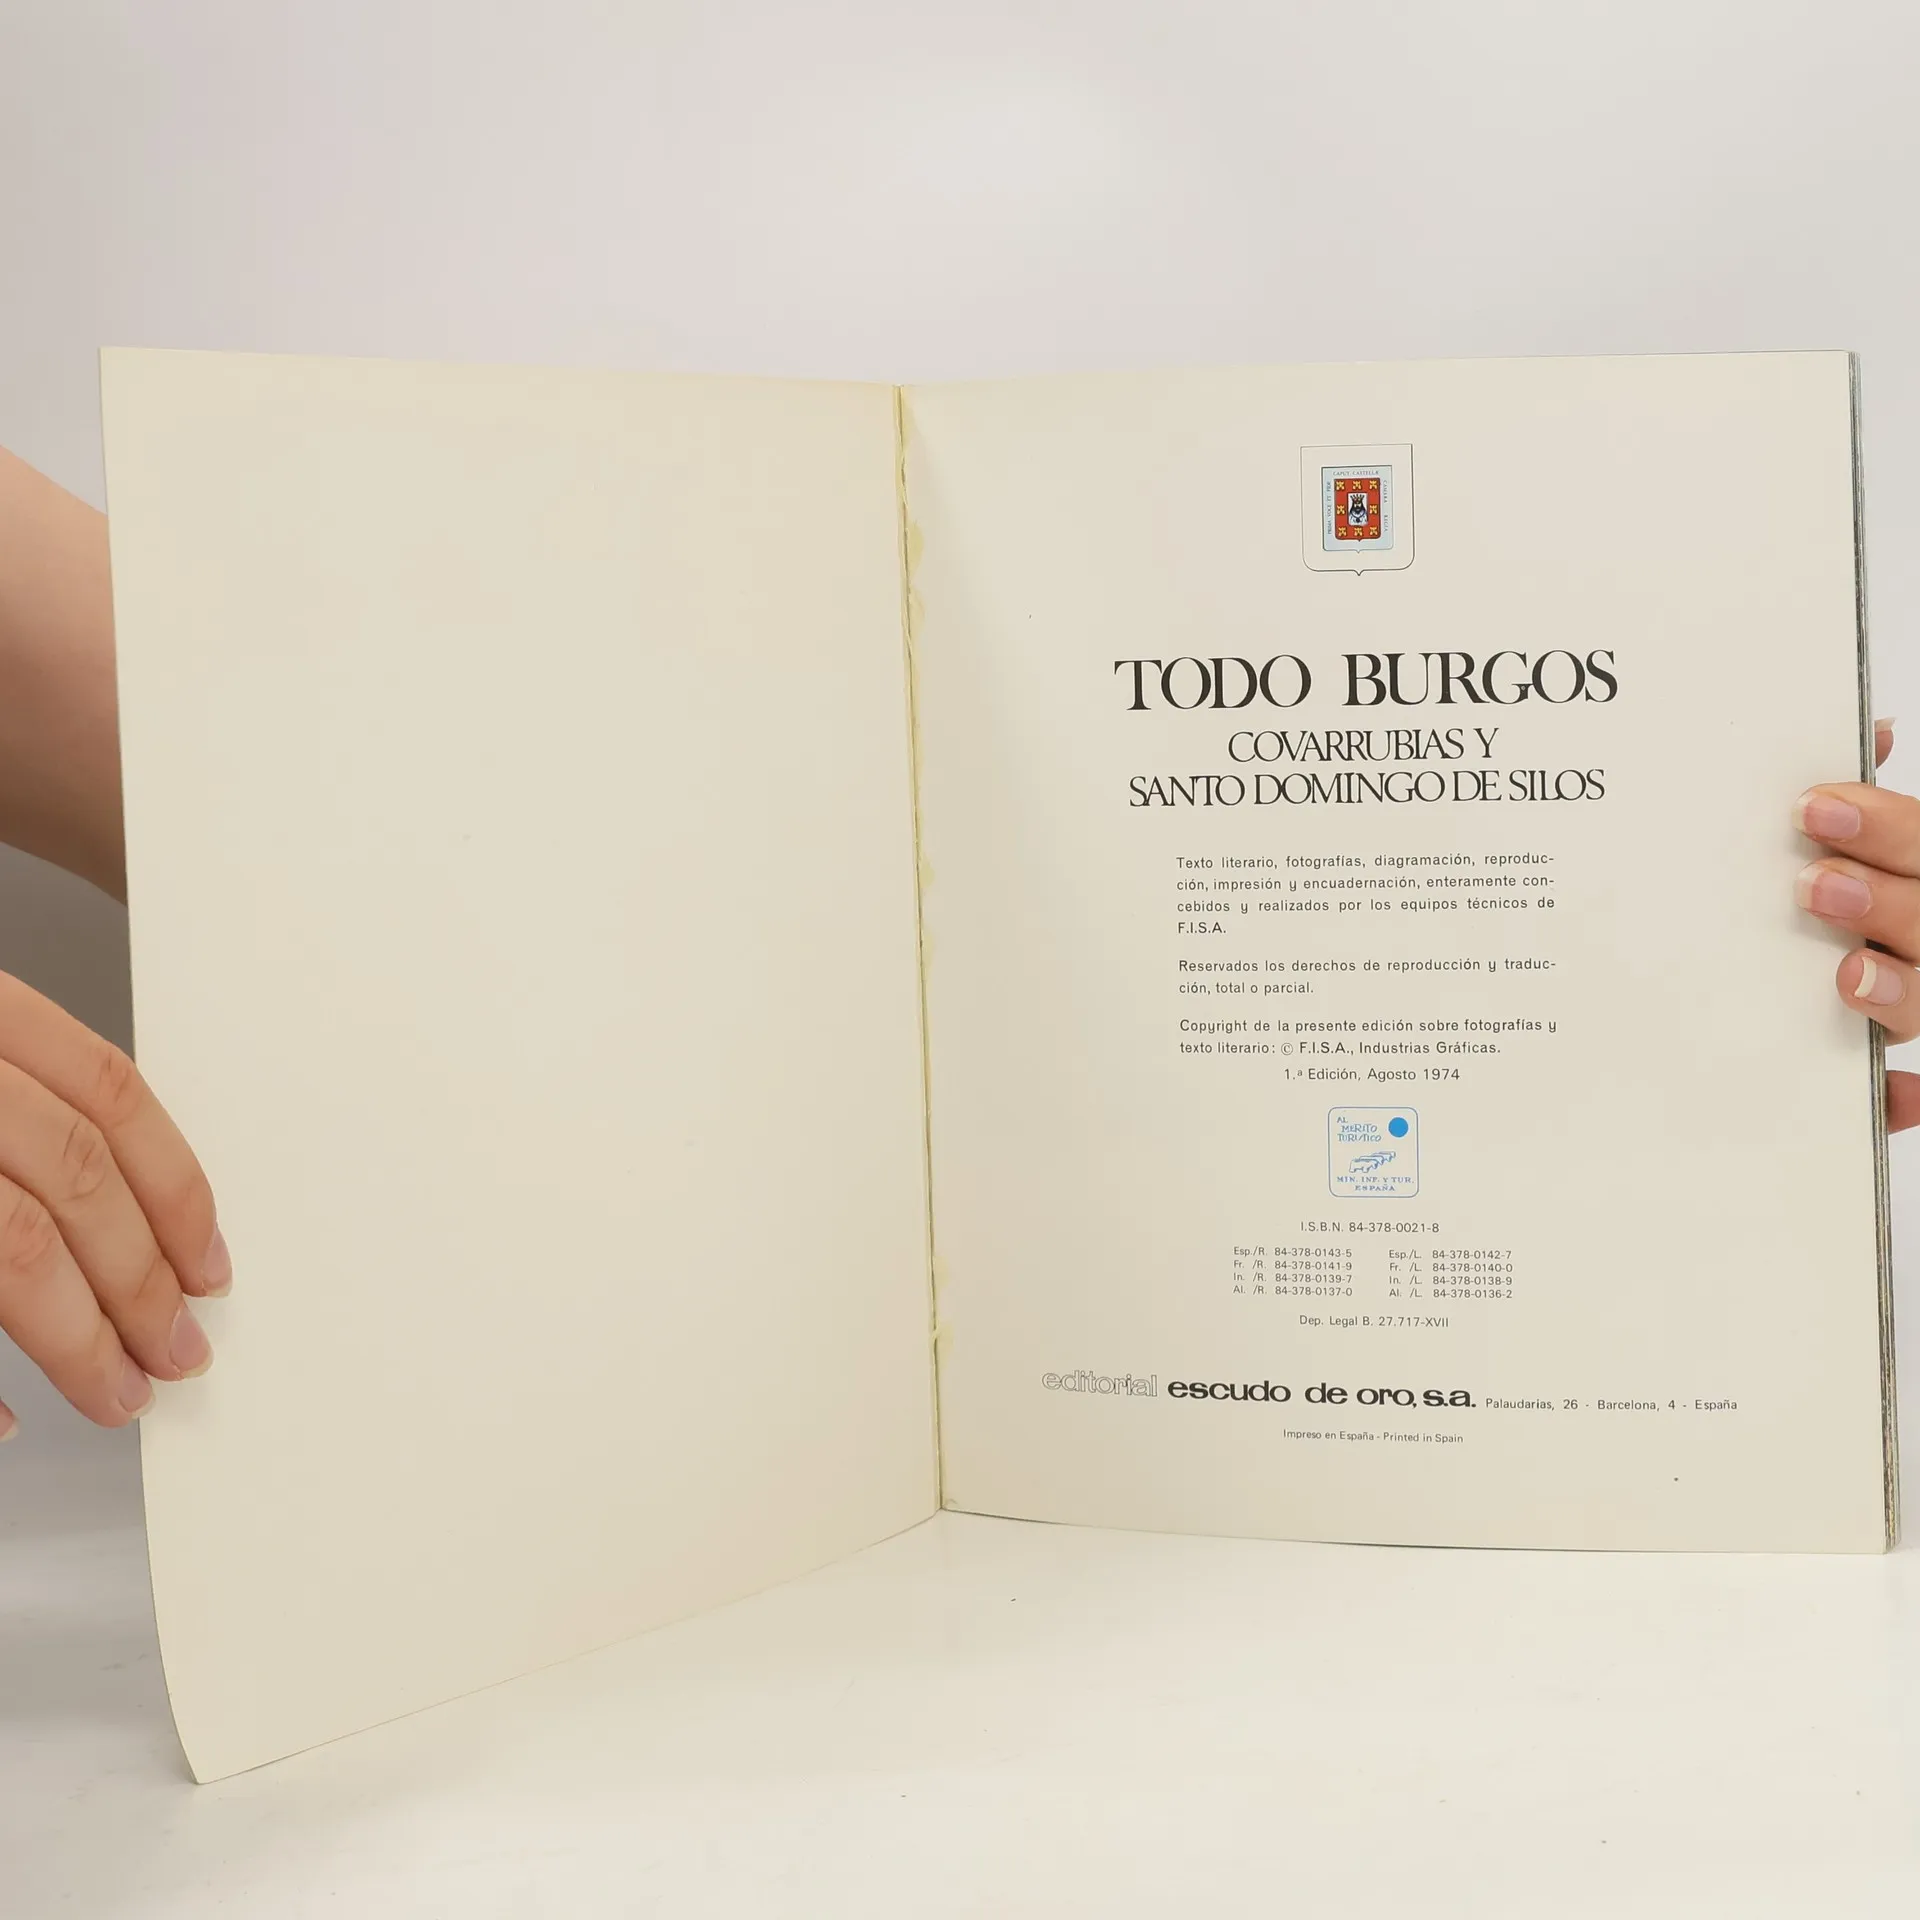 CAPUT CASTELLÆ
TODO BURGOS
COVARRUBIAS Y
SANTO DOMINGO DE SILOS
Texto literario, fotografías, diagramación, reproduc-
ción, impresión y encuadernación, enteramente con-
cebidos y realizados por los equipos técnicos de
F.I.S.A.
Reservados los derechos de reproducción y traduc-
ción, total o parcial.
Copyright de la presente edición sobre fotografías y
texto literario: © F.I.S.A., Industrias Gráficas.
1.ª Edición, Agosto 1974
AL
MERITO
TURISTICO
MIN. INF. Y TUR.
ESPAÑA
I.S.B.N. 84-378-0021-8
Esp./R. 84-378-0143-5 Esp./L. 84-378-0142-7
Fr. /R. 84-378-0141-9 Fr. /L. 84-378-0140-0
In. /R. 84-378-0139-7 In. /L. 84-378-0138-9
Al. /R. 84-378-0137-0 Al. /L. 84-378-0136-2
Dep. Legal B. 27.717-XVII
editorial escudo de oro, s.a. Palaudarias, 26 - Barcelona, 4 - España
Impreso en España - Printed in Spain